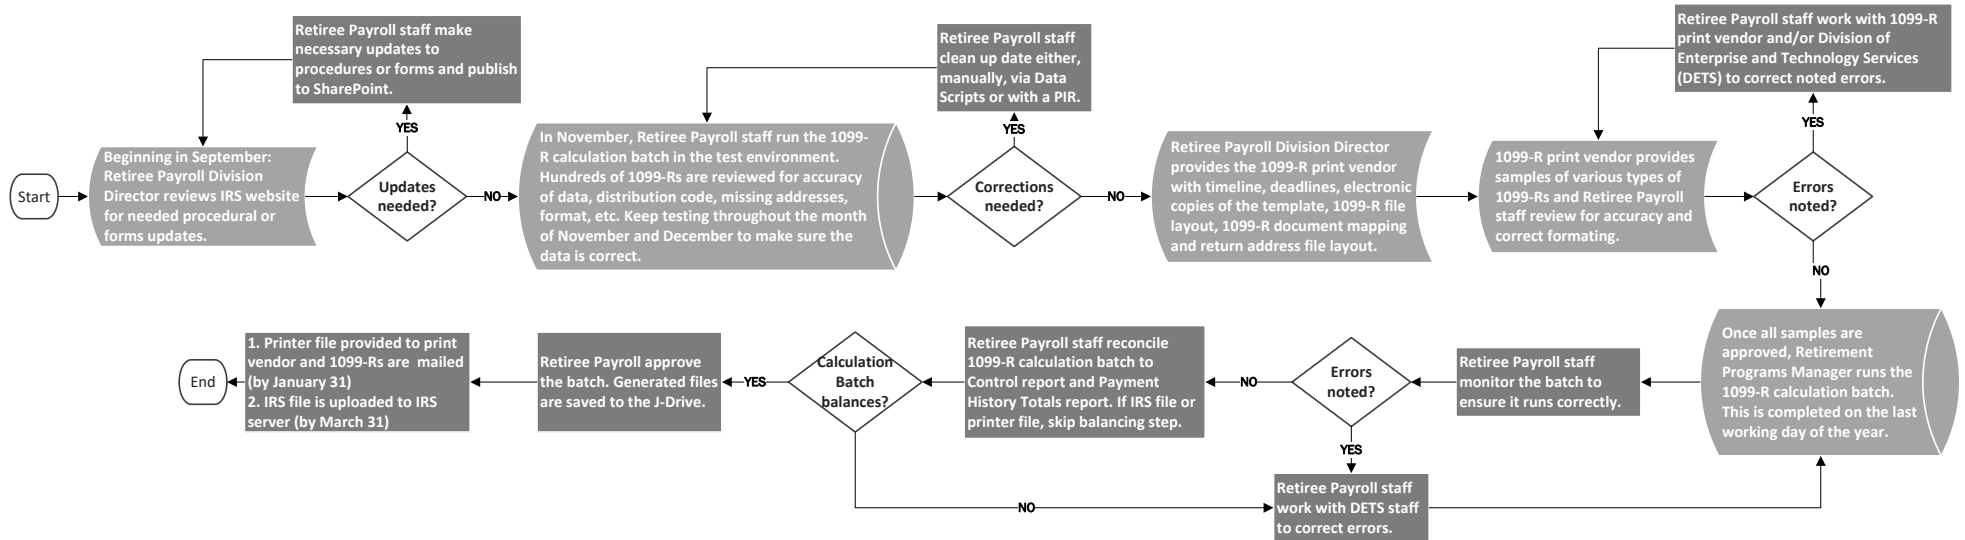 Start
Beginning in September:
Retiree Payroll Division
Director reviews IRS website
for needed procedural or
forms updates.
Updates
needed?
YES
Retiree Payroll staff make
necessary updates to
procedures or forms and publish
to SharePoint.
NO
In November, Retiree Payroll staff run the 1099-
R calculation batch in the test environment.
Hundreds of 1099-Rs are reviewed for accuracy
of data, distribution code, missing addresses,
format, etc. Keep testing throughout the month
of November and December to make sure the
data is correct.
Corrections
needed?
YES
Retiree Payroll staff
clean up date either,
manually, via Data
Scripts or with a PIR.
NO
Retiree Payroll Division Director
provides the 1099-R print vendor
with timeline, deadlines, electronic
copies of the template, 1099-R file
layout, 1099-R document mapping
and return address file layout.
1099-R print vendor provides
samples of various types of
1099-Rs and Retiree Payroll
staff review for accuracy and
correct formating.
Errors
noted?
YES
Retiree Payroll staff work with 1099-R
print vendor and/or Division of
Enterprise and Technology Services
(DETS) to correct noted errors.
NO
Once all samples are
approved, Retirement
Programs Manager runs the
1099-R calculation batch.
This is completed on the last
working day of the year.
Retiree Payroll staff
monitor the batch to
ensure it runs correctly.
Errors
noted?
YES
Retiree Payroll staff
work with DETS staff
to correct errors.
NO
Retiree Payroll staff reconcile
1099-R calculation batch to
Control report and Payment
History Totals report. If IRS file or
printer file, skip balancing step.
Calculation
Batch
balances?
NO
YES
Retiree Payroll approve
the batch. Generated files
are saved to the J-Drive.
1. Printer file provided to print
vendor and 1099-Rs are mailed
(by January 31)
2. IRS file is uploaded to IRS
server (by March 31)
End